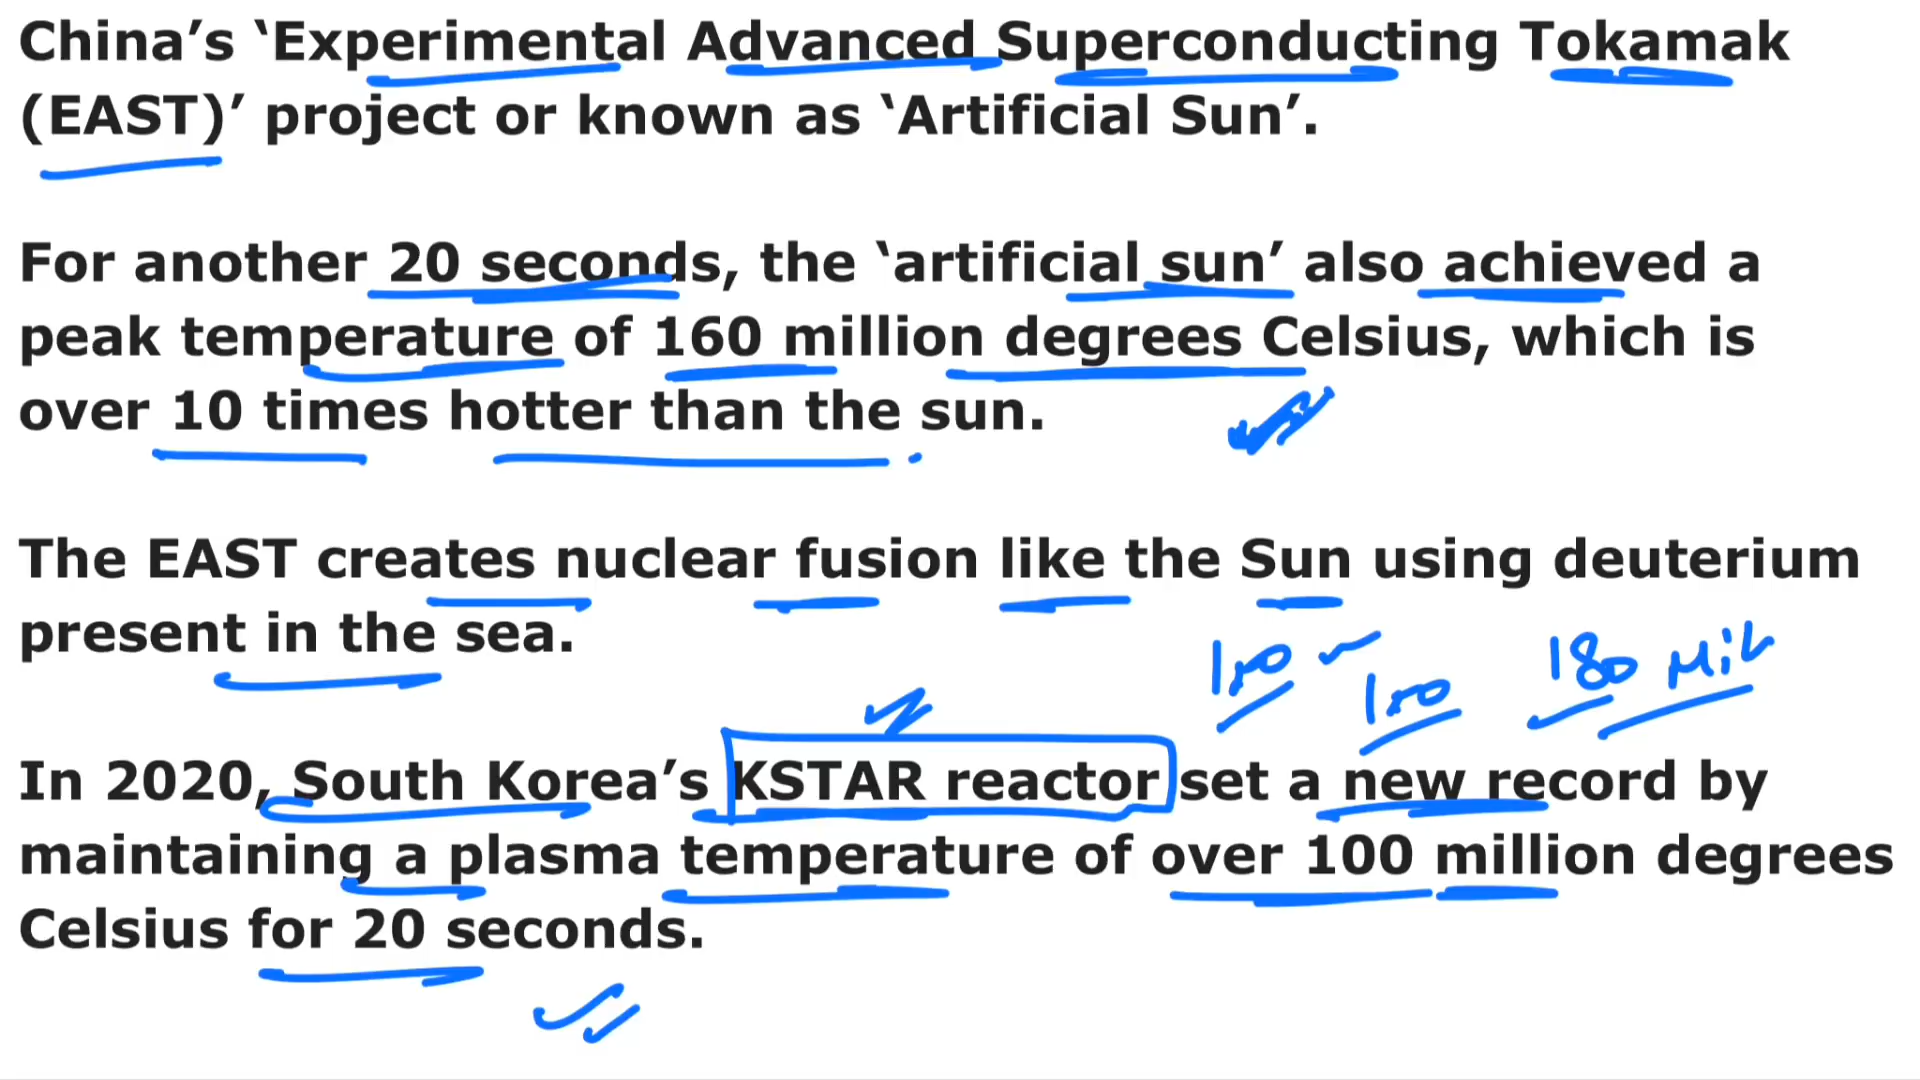 China’s ‘Experimental Advanced Superconducting Tokamak
(EAST)’ project or known as ‘Artificial Sun’.
For another 20 seconds, the ‘artificial sun’ also achieved a
peak temperature of 160 million degrees Celsius, which is
over 10 times hotter than the sun.
The EAST creates nuclear fusion like the Sun using deuterium
present in the sea.
180 Mil
In 2020, South Korea’s KSTAR reactor set a new record by
maintaining a plasma temperature of over 100 million degrees
Celsius for 20 seconds.